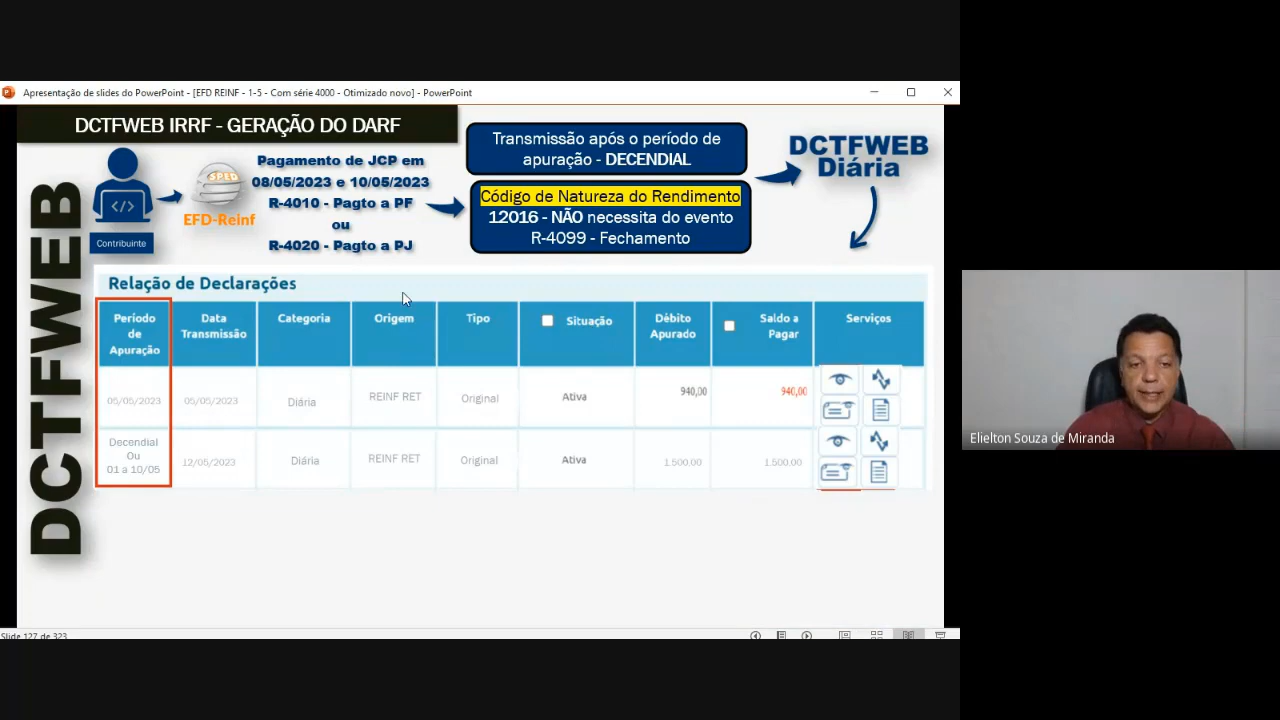 Apresentação de slides do PowerPoint - [EFD REINF - 1-5 - Com série 4000 - Otimizado novo] - PowerPoint
DCTFWEB IRRF - GERAÇÃO DO DARF
DCTFWEB
</>
Contribuinte
SPED
EFD-Reinf
Pagamento de JCP em
08/05/2023 e 10/05/2023
R-4010 - Pagto a PF
ou
R-4020 - Pagto a PJ
Transmissão após o período de
apuração - DECENDIAL
Código de Natureza do Rendimento
12016 - NÃO necessita do evento
R-4099 - Fechamento
DCTFWEB
Diária
Relação de Declarações
Período
de
Apuração
Data
Transmissão
Categoria
Origem
Tipo
Situação
Débito
Apurado
Saldo a
Pagar
Serviços
05/05/2023
05/05/2023
Diária
REINF RET
Original
Ativa
940,00
940,00
Decendial
Ou
01 a 10/05
12/05/2023
Diária
REINF RET
Original
Ativa
1.500.00
1.500.00
Slide 127 de 323
Elielton Souza de Miranda